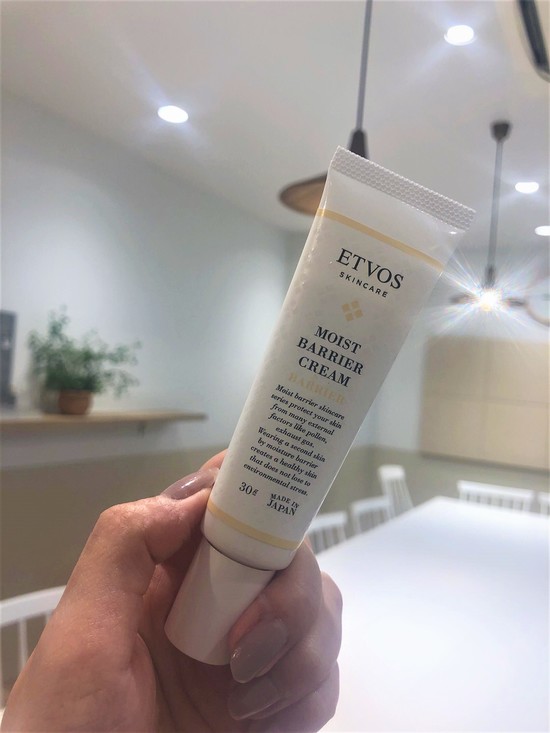 ETVOS
SKINCARE
MOIST
BARRIER
CREAM
BARRIER
Moist barrier skincare
series protect your skin
from many external
factors like pollen,
exhaust gas.
Wearing a second skin
by moisture barrier
creates a healthy skin
that does not lose to
environmental stress.
30g
MADE IN
JAPAN